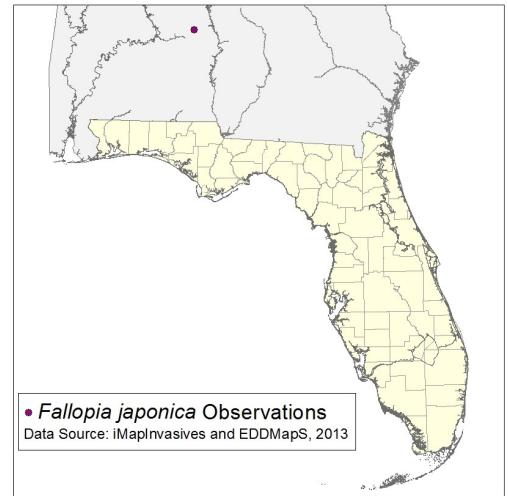 Fallopia japonica Observations
Data Source: iMapInvasives and EDDMapS, 2013